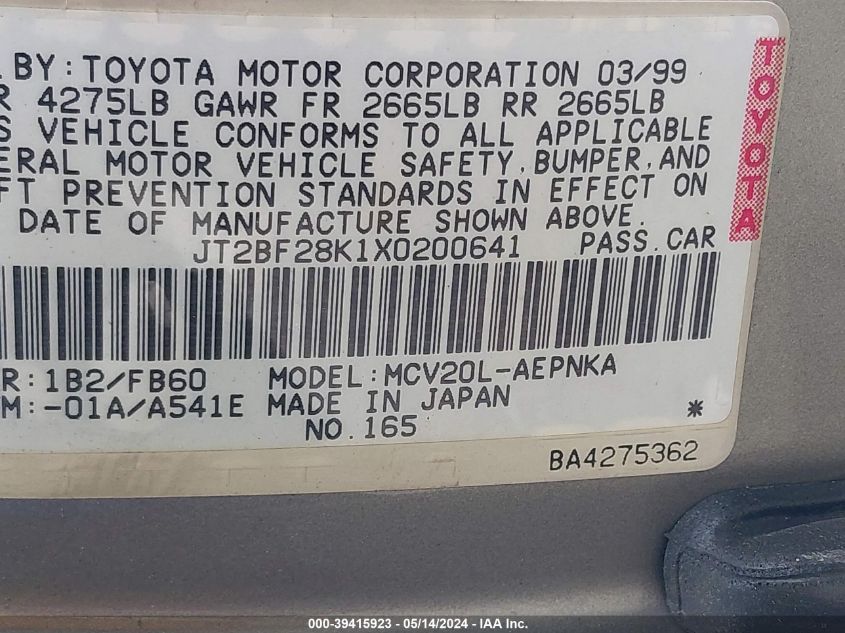 L BY: TOYOTA MOTOR CORPORATION 03/99
R 4275LB GAWR FR 2665LB RR 2665LB
S VEHICLE CONFORMS TO ALL APPLICABLE
ERAL MOTOR VEHICLE SAFETY, BUMPER, AND
FT PREVENTION STANDARDS IN EFFECT ON
DATE OF MANUFACTURE SHOWN ABOVE.
JT2BF28K1X0200641 PASS. CAR
R: 1B2/FB60 MODEL: MCV20L-AEPNKA
M: -01A/A541E MADE IN JAPAN *
NO. 165
BA4275362
TOYOTA
000-39415923 - 05/14/2024 - IAA Inc.